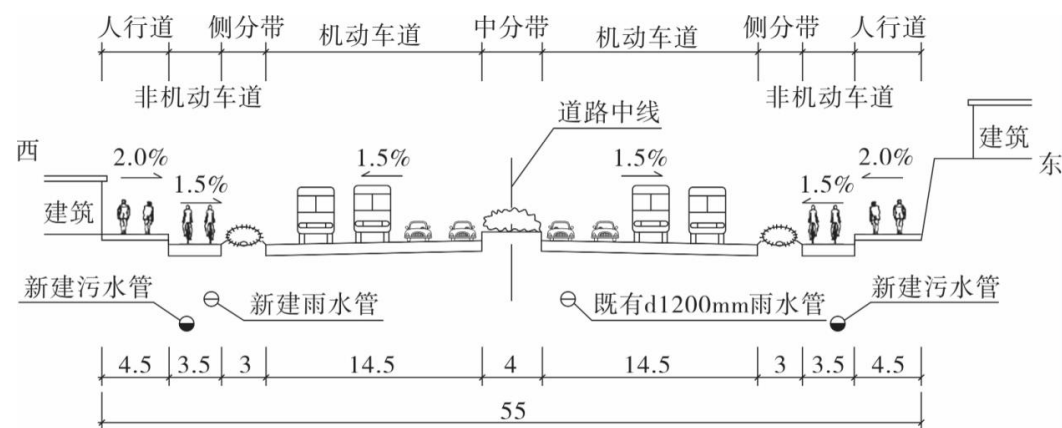 人行道 侧分带 机动车道 中分带 机动车道 侧分带 人行道
非机动车道 非机动车道
道路中线
西 建筑 东
2.0% 1.5% 1.5% 2.0%
1.5% 1.5%
建筑
新建污水管 新建雨水管 既有d1200mm雨水管 新建污水管
4.5 3.5 3 14.5 4 14.5 3 3.5 4.5
55